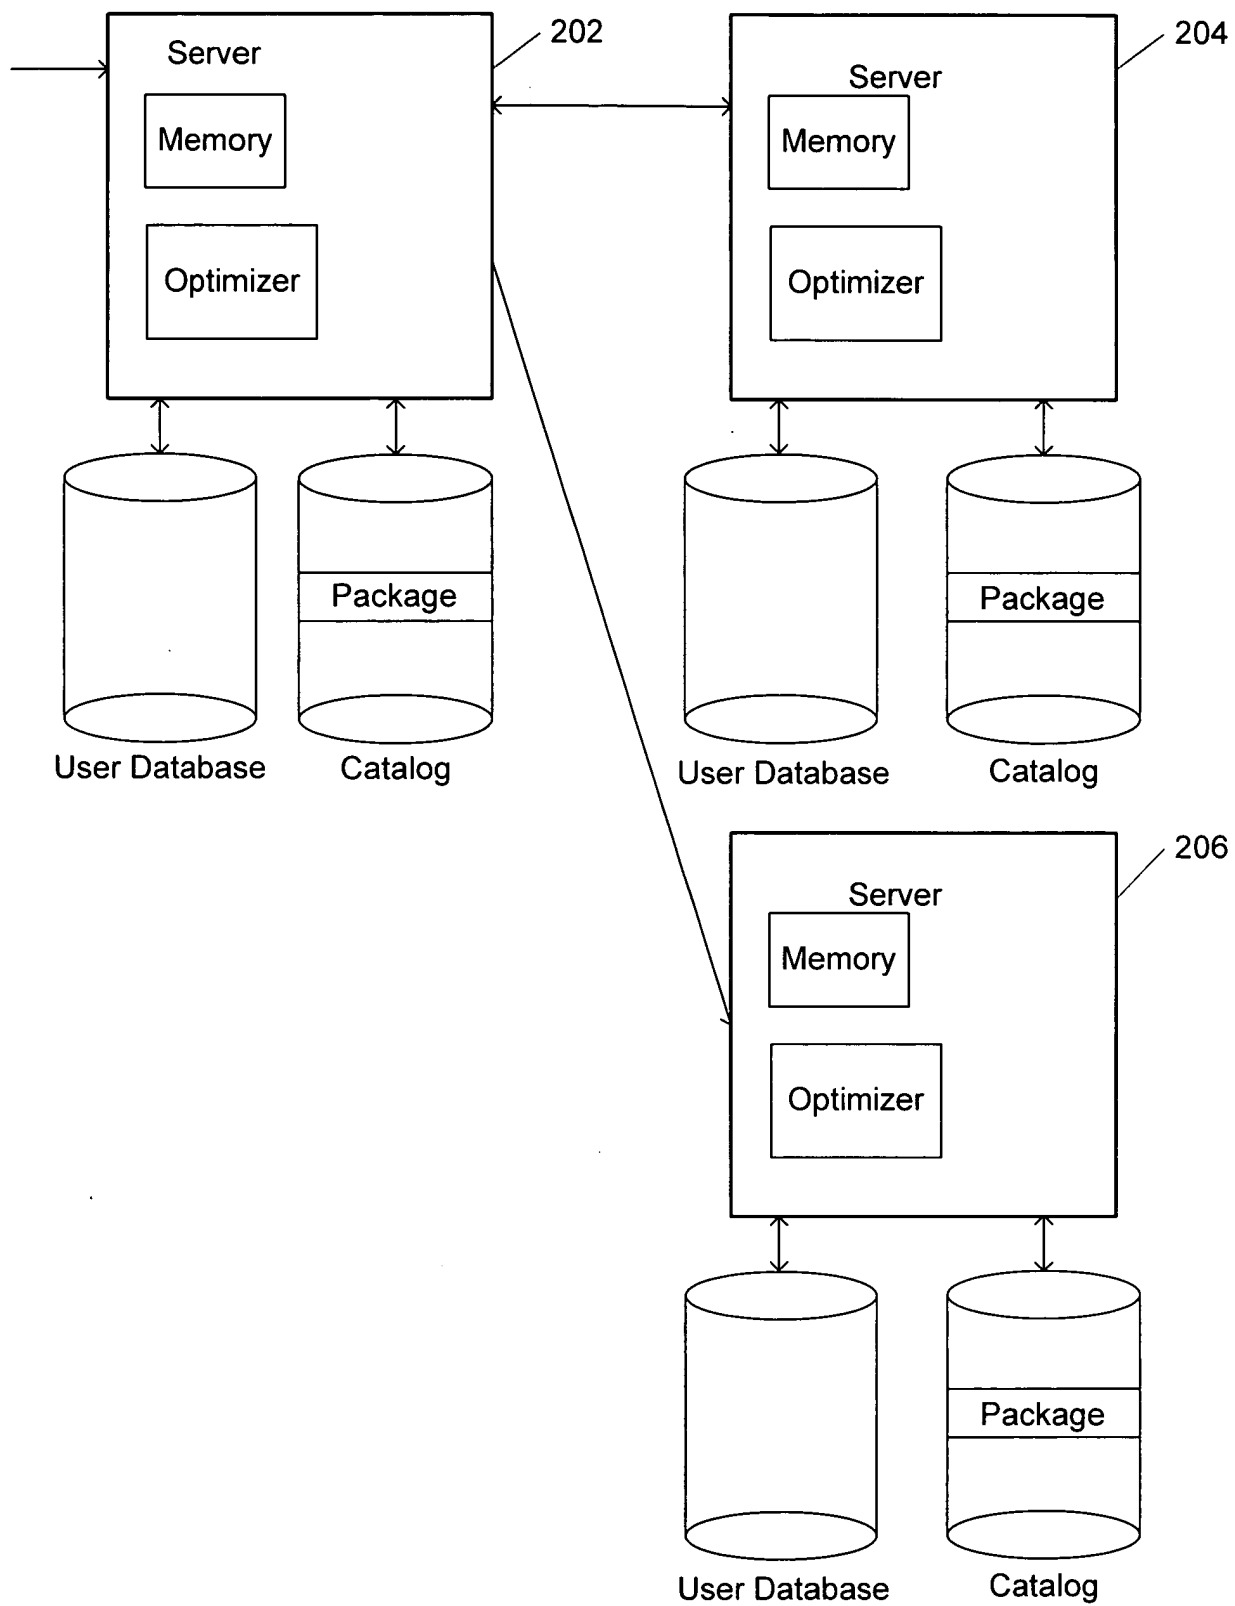 202
204
Server
Server
Memory
Memory
Optimizer
Optimizer
Package
Package
User Database
Catalog
User Database
Catalog
206
Server
Memory
Optimizer
Package
User Database
Catalog